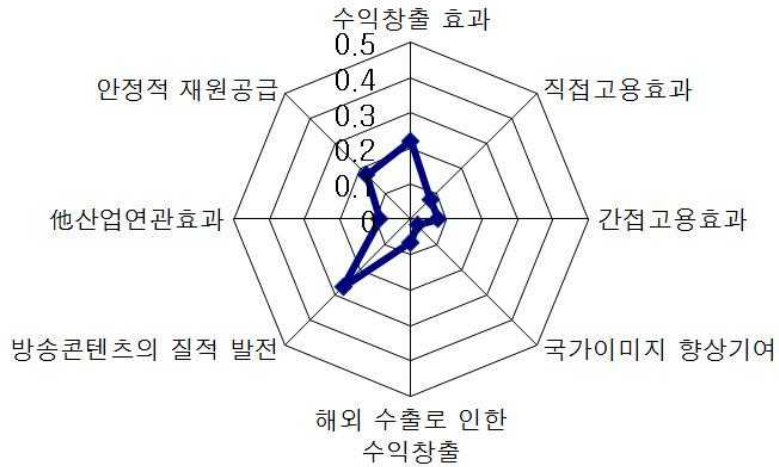 수익창출 효과
0.5
0.4
0.3
0.2
0.1
0
직접고용효과
간접고용효과
국가이미지 향상기여
해외 수출로 인한
수익창출
방송콘텐츠의 질적 발전
他산업연관효과
안정적 재원공급